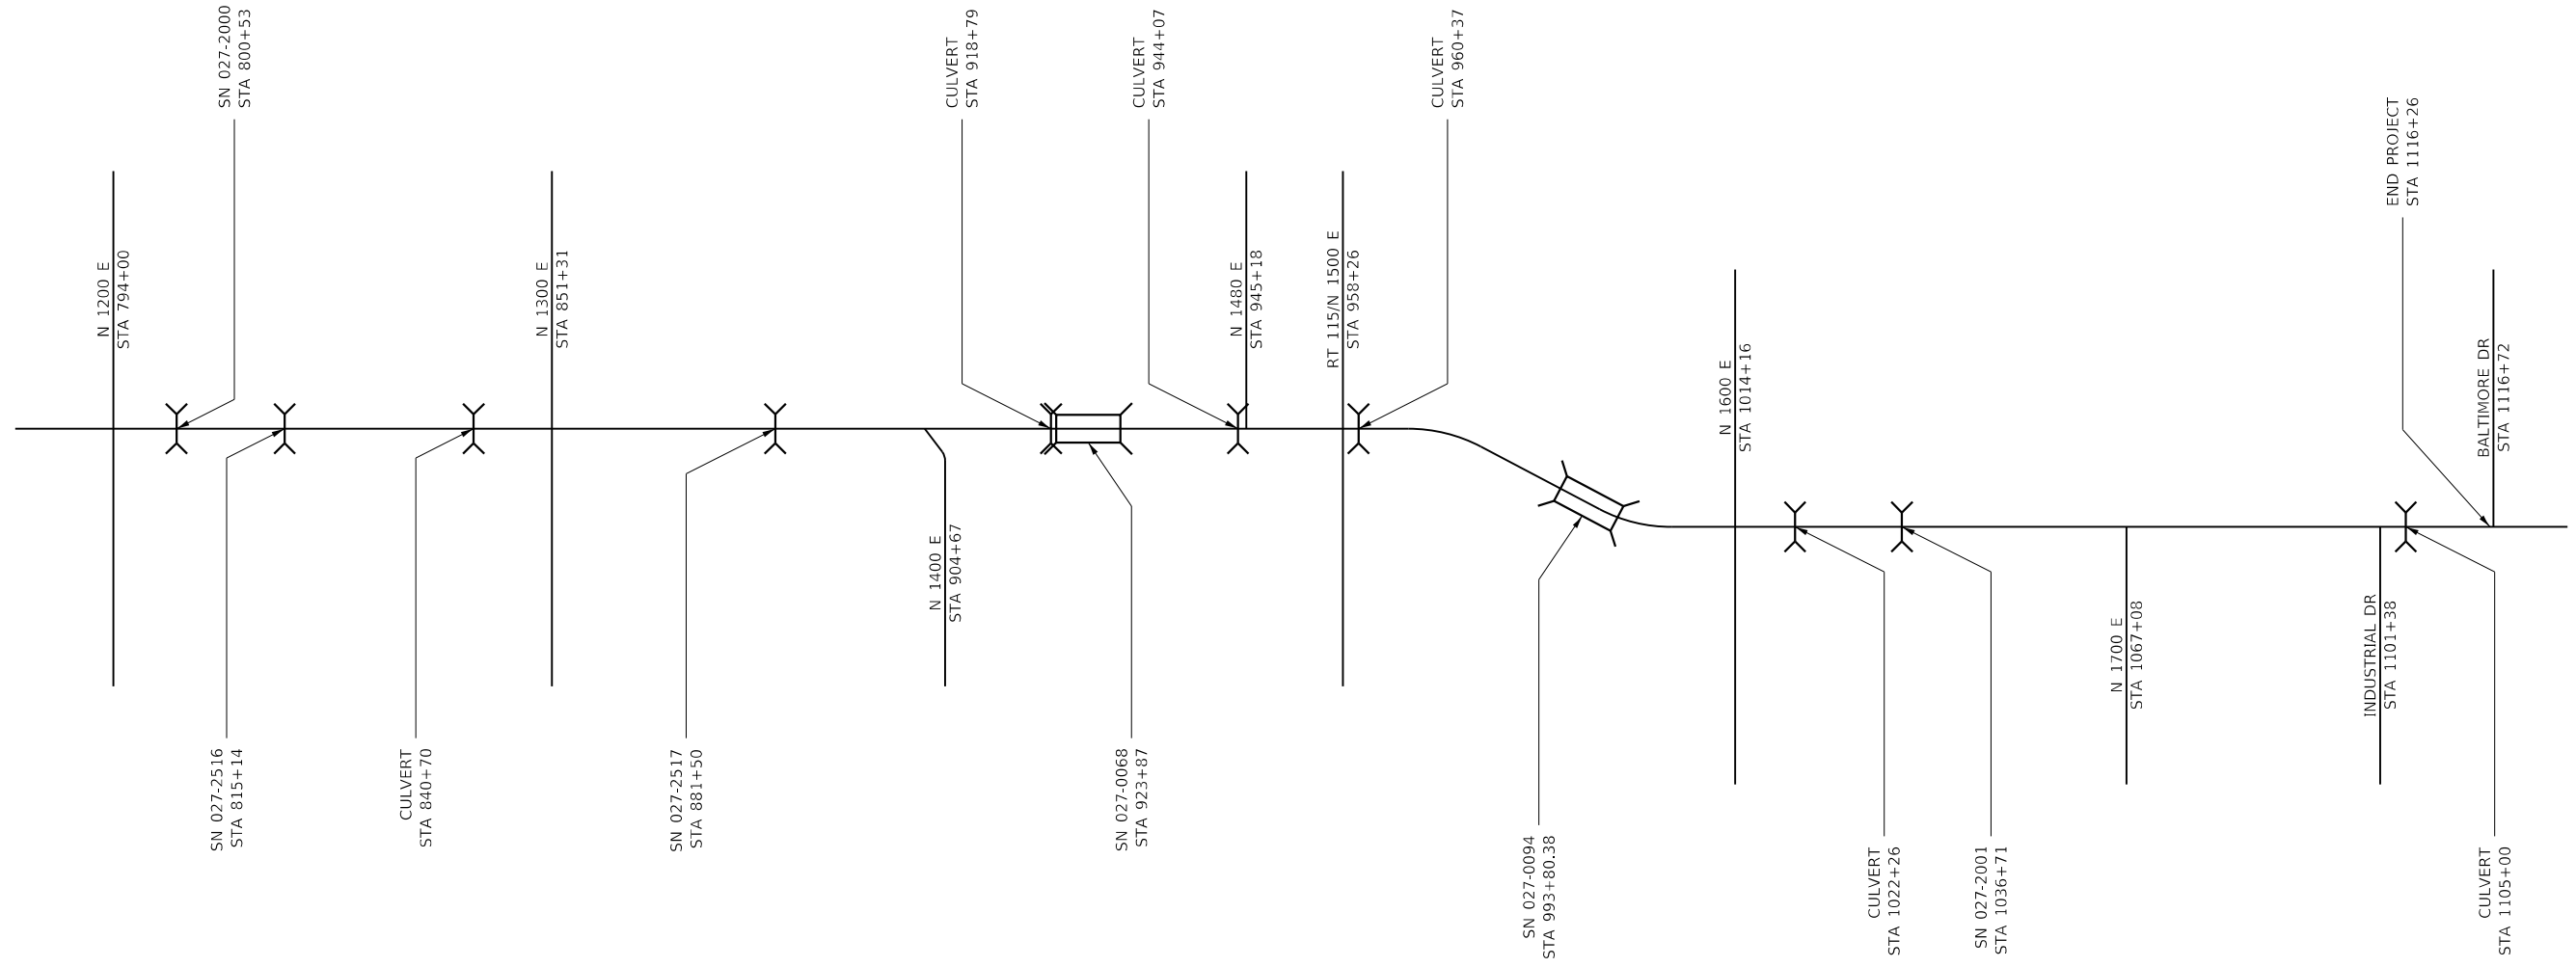 SN 027-2000
STA 800+53
CULVERT
STA 918+79
CULVERT
STA 944+07
CULVERT
STA 960+37
END PROJECT
STA 1116+26
N 1200 E
STA 794+00
N 1300 E
STA 851+31
N 1480 E
STA 945+18
RT 115/N 1500 E
STA 958+26
N 1600 E
STA 1014+16
BALTIMORE DR
STA 1116+72
N 1400 E
STA 904+67
N 1700 E
STA 1067+08
INDUSTRIAL DR
STA 1101+38
SN 027-2516
STA 815+14
CULVERT
STA 840+70
SN 027-2517
STA 881+50
SN 027-0068
STA 923+87
SN 027-0094
STA 993+80.38
CULVERT
STA 1022+26
SN 027-2001
STA 1036+71
CULVERT
STA 1105+00